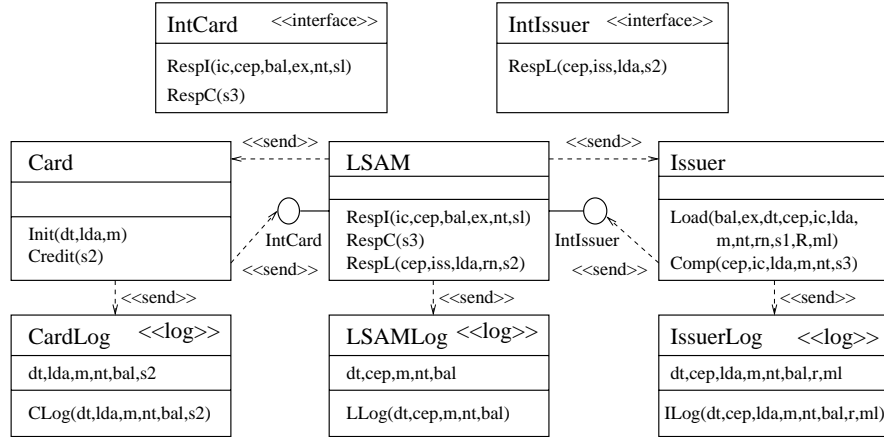 IntCard <<interface>>
RespI(ic,cep,bal,ex,nt,sl)
RespC(s3)
IntIssuer <<interface>>
RespL(cep,iss,lda,s2)
<<send>>
<<send>>
Card
Init(dt,lda,m)
Credit(s2)
LSAM
RespI(ic,cep,bal,ex,nt,sl)
RespC(s3)
RespL(cep,iss,lda,rn,s2)
Issuer
Load(bal,ex,dt,cep,ic,lda,
m,nt,rn,s1,R,ml)
Comp(cep,ic,lda,m,nt,s3)
IntCard
IntIssuer
<<send>>
<<send>>
<<send>>
<<send>>
<<send>>
CardLog <<log>>
dt,lda,m,nt,bal,s2
CLog(dt,lda,m,nt,bal,s2)
LSAMLog <<log>>
dt,cep,m,nt,bal
LLog(dt,cep,m,nt,bal)
IssuerLog <<log>>
dt,cep,lda,m,nt,bal,r,ml
ILog(dt,cep,lda,m,nt,bal,r,ml)